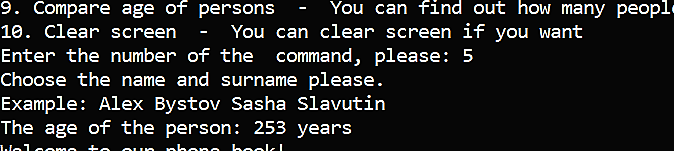 9. Compare age of persons  -  You can find out how many peopl
10. Clear screen  -  You can clear screen if you want
Enter the number of the  command, please: 5
Choose the name and surname please.
Example: Alex Bystov Sasha Slavutin
The age of the person: 253 years
Welcome to our phone book!